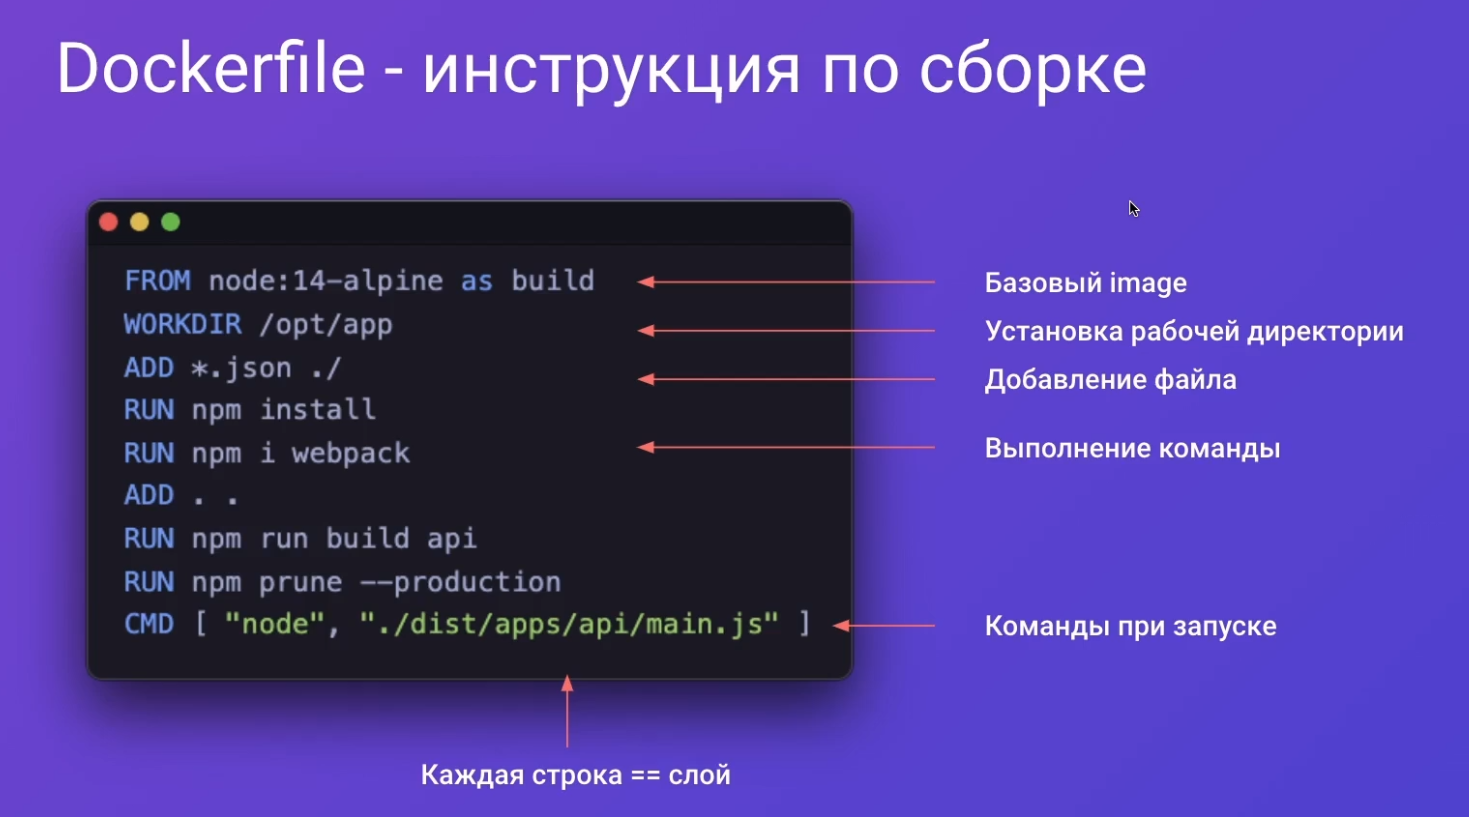 Dockerfile - инструкция по сборке
FROM node:14-alpine as build
Базовый image
WORKDIR /opt/app
Установка рабочей директории
ADD *.json ./
Добавление файла
RUN npm install
RUN npm i webpack
Выполнение команды
ADD . .
RUN npm run build api
RUN npm prune --production
CMD [ "node", "./dist/apps/api/main.js" ]
Команды при запуске
Каждая строка == слой